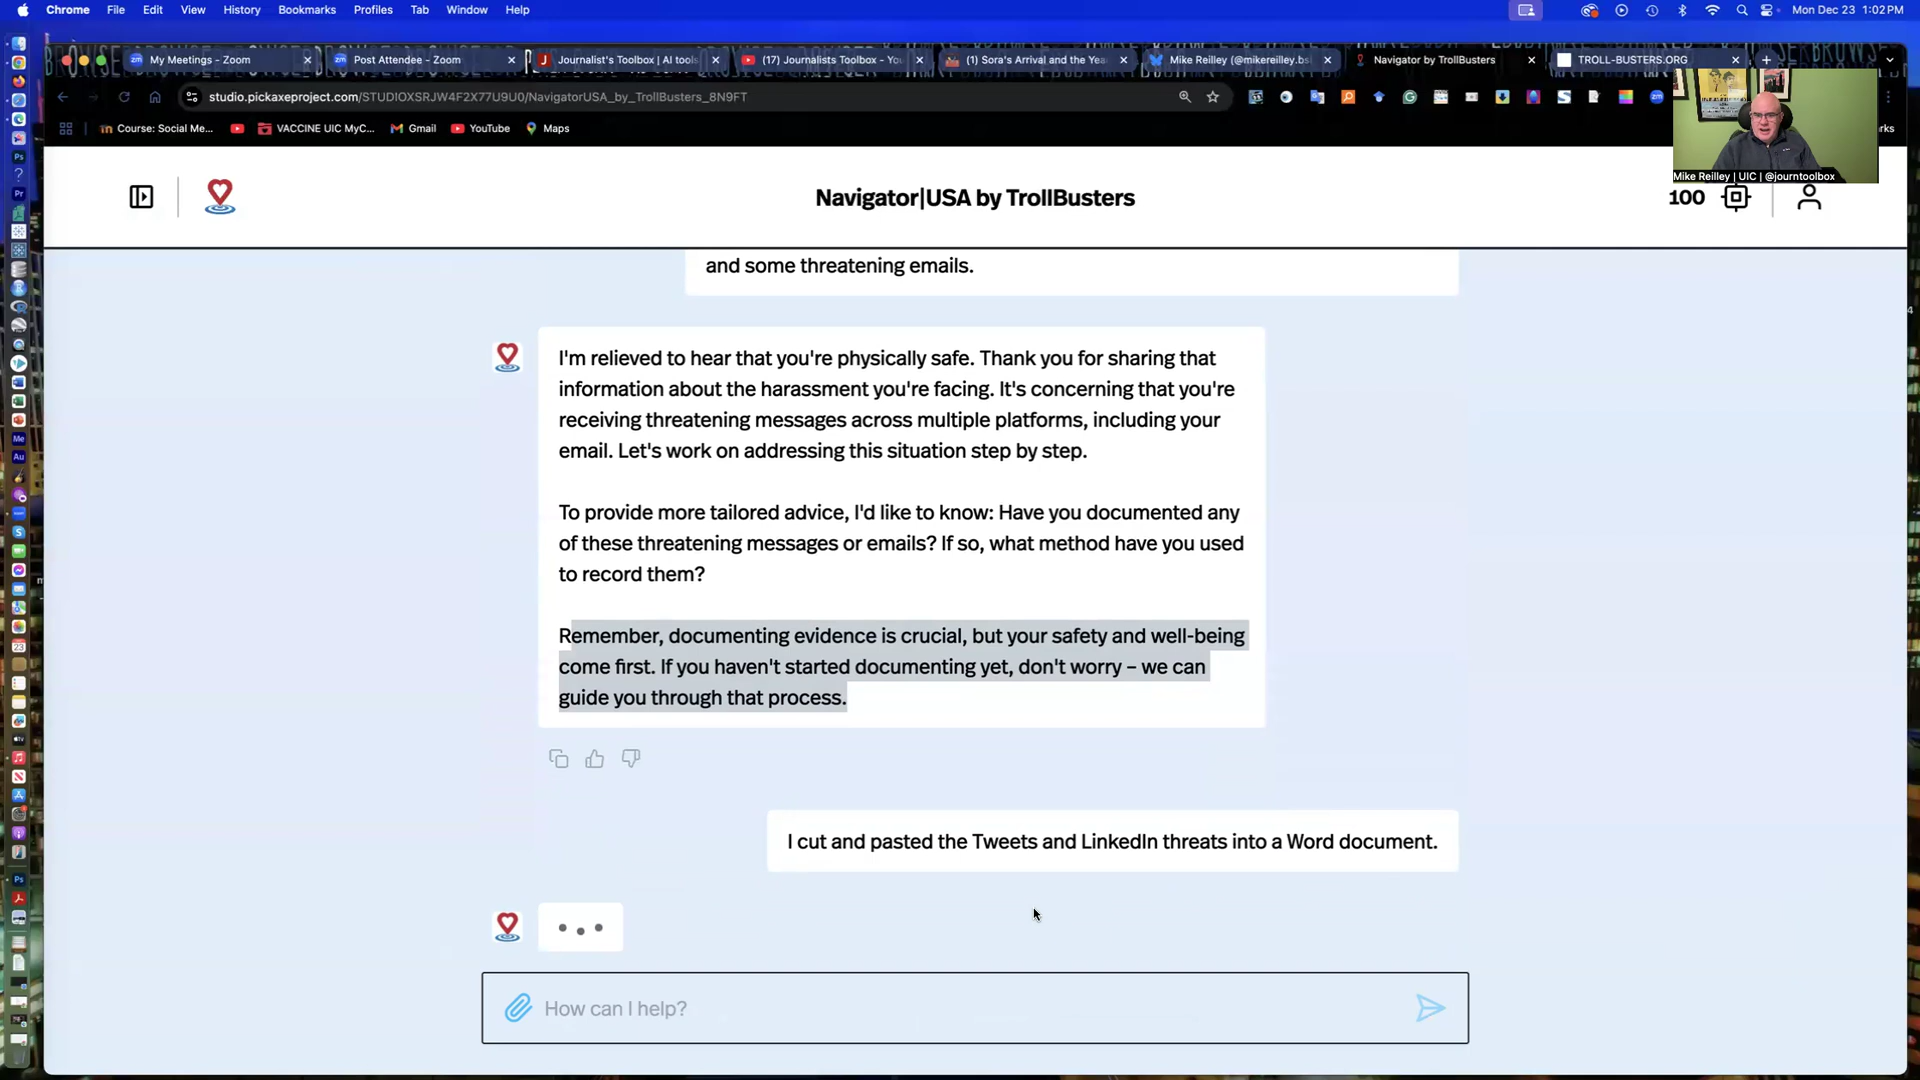 Chrome File Edit View History Bookmarks Profiles Tab Window Help Mon Dec 23 1:02 PM
My Meetings - Zoom
Post Attendee - Zoom
Journalist's Toolbox | AI tools
(17) Journalists Toolbox - You
(1) Sora's Arrival and the Yea
Mike Reilley (@mikereilley.bs
Navigator by TrollBusters
TROLL-BUSTERS.ORG
studio.pickaxeproject.com/STUDIOXSRJW4F2X77U9U0/NavigatorUSA_by_TrollBusters_8N9FT
Course: Social Me...
VACCINE UIC MyC...
Gmail
YouTube
Maps
Mike Reilley | UIC | @journtoolbox
Navigator|USA by TrollBusters
100
and some threatening emails.
I'm relieved to hear that you're physically safe. Thank you for sharing that
information about the harassment you're facing. It's concerning that you're
receiving threatening messages across multiple platforms, including your
email. Let's work on addressing this situation step by step.
To provide more tailored advice, I'd like to know: Have you documented any
of these threatening messages or emails? If so, what method have you used
to record them?
Remember, documenting evidence is crucial, but your safety and well-being
come first. If you haven't started documenting yet, don't worry – we can
guide you through that process.
I cut and pasted the Tweets and LinkedIn threats into a Word document.
How can I help?